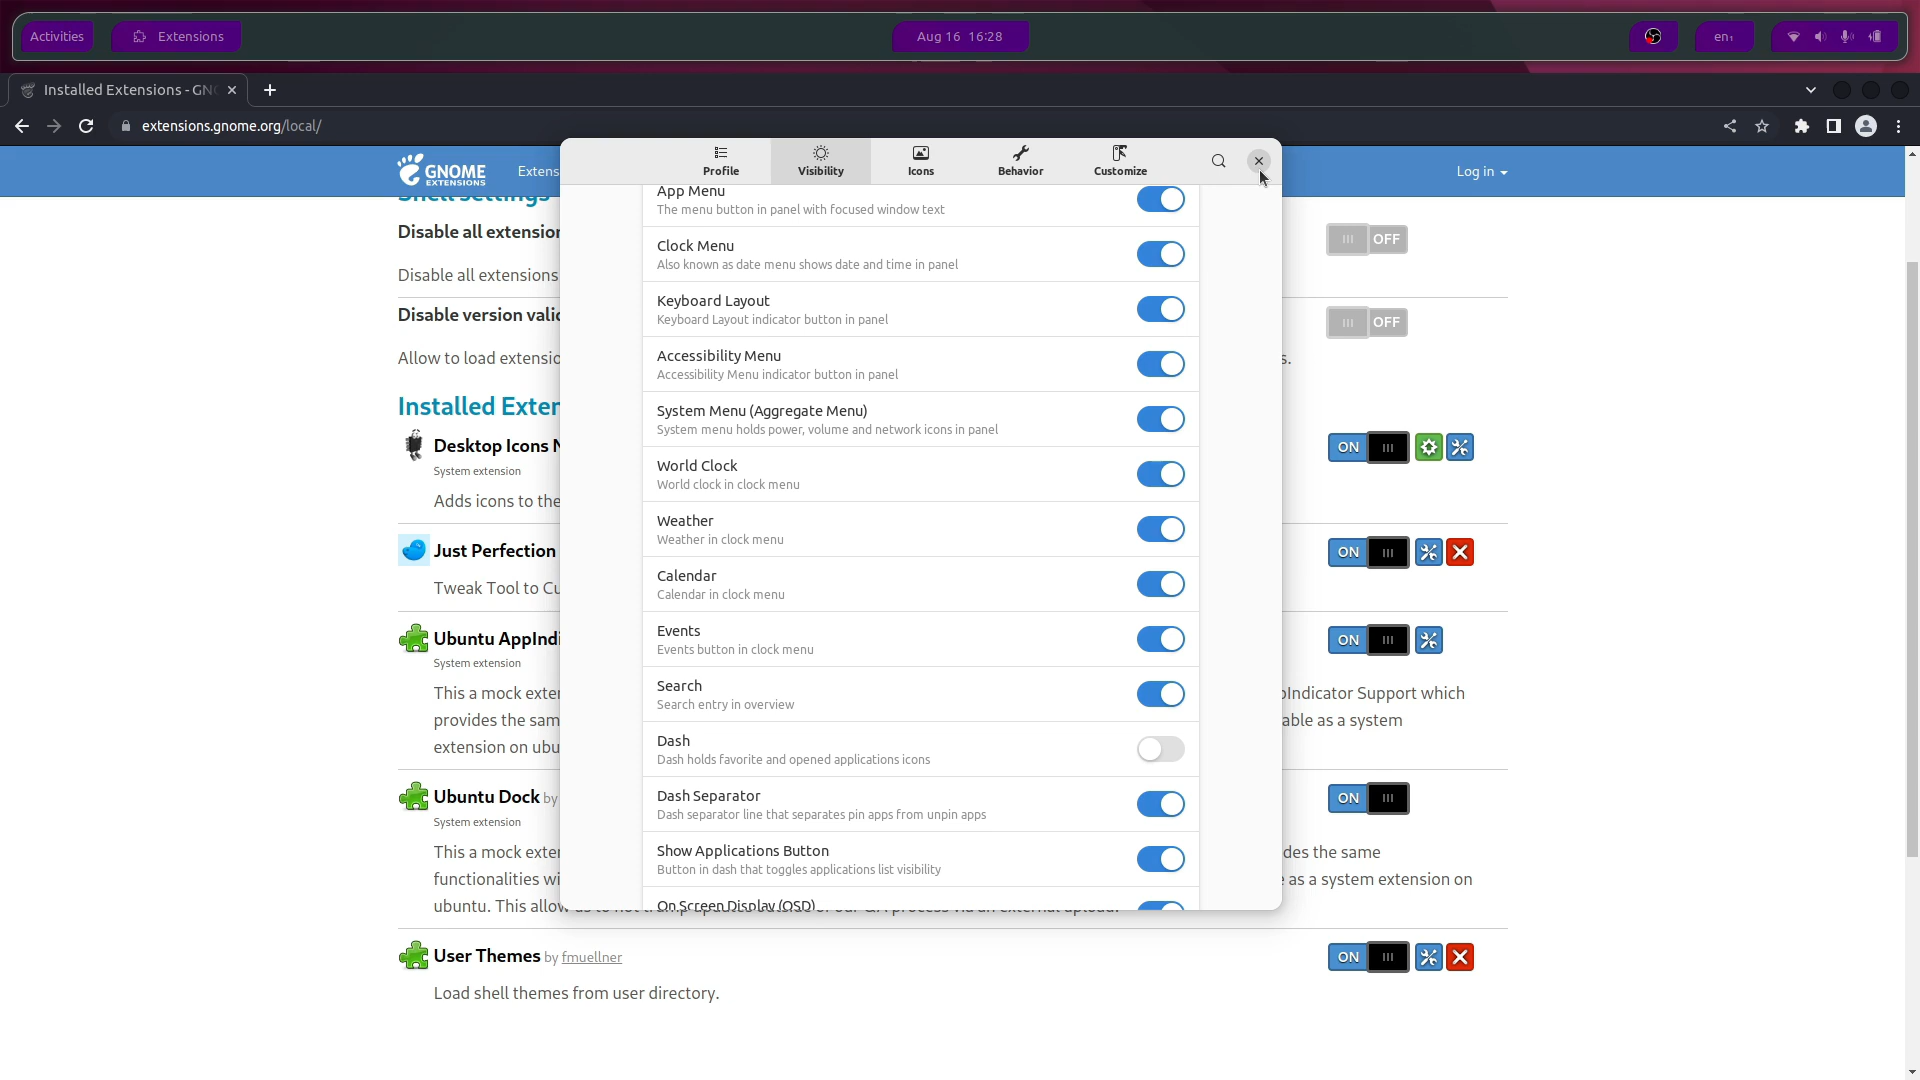 Activities
Extensions
Aug 16 16:28
en₁
Installed Extensions - GN
extensions.gnome.org/local/
GNOME
EXTENSIONS
Extens
Log in
Shell settings
Disable all extension
OFF
Disable all extensions
Disable version valid
OFF
Allow to load extensio
s.
Installed Exten
Desktop Icons N
System extension
ON
Adds icons to the
Just Perfection
ON
Tweak Tool to Cu
Ubuntu AppIndi
System extension
ON
This a mock exte
Indicator Support which
provides the sam
able as a system
extension on ubu
Ubuntu Dock by
System extension
ON
This a mock exte
des the same
functionalities wi
as a system extension on
ubuntu. This allow
User Themes by fmuellner
ON
Load shell themes from user directory.
Profile
Visibility
Icons
Behavior
Customize
App Menu
The menu button in panel with focused window text
Clock Menu
Also known as date menu shows date and time in panel
Keyboard Layout
Keyboard Layout indicator button in panel
Accessibility Menu
Accessibility Menu indicator button in panel
System Menu (Aggregate Menu)
System menu holds power, volume and network icons in panel
World Clock
World clock in clock menu
Weather
Weather in clock menu
Calendar
Calendar in clock menu
Events
Events button in clock menu
Search
Search entry in overview
Dash
Dash holds favorite and opened applications icons
Dash Separator
Dash separator line that separates pin apps from unpin apps
Show Applications Button
Button in dash that toggles applications list visibility
On Screen Display (OSD)